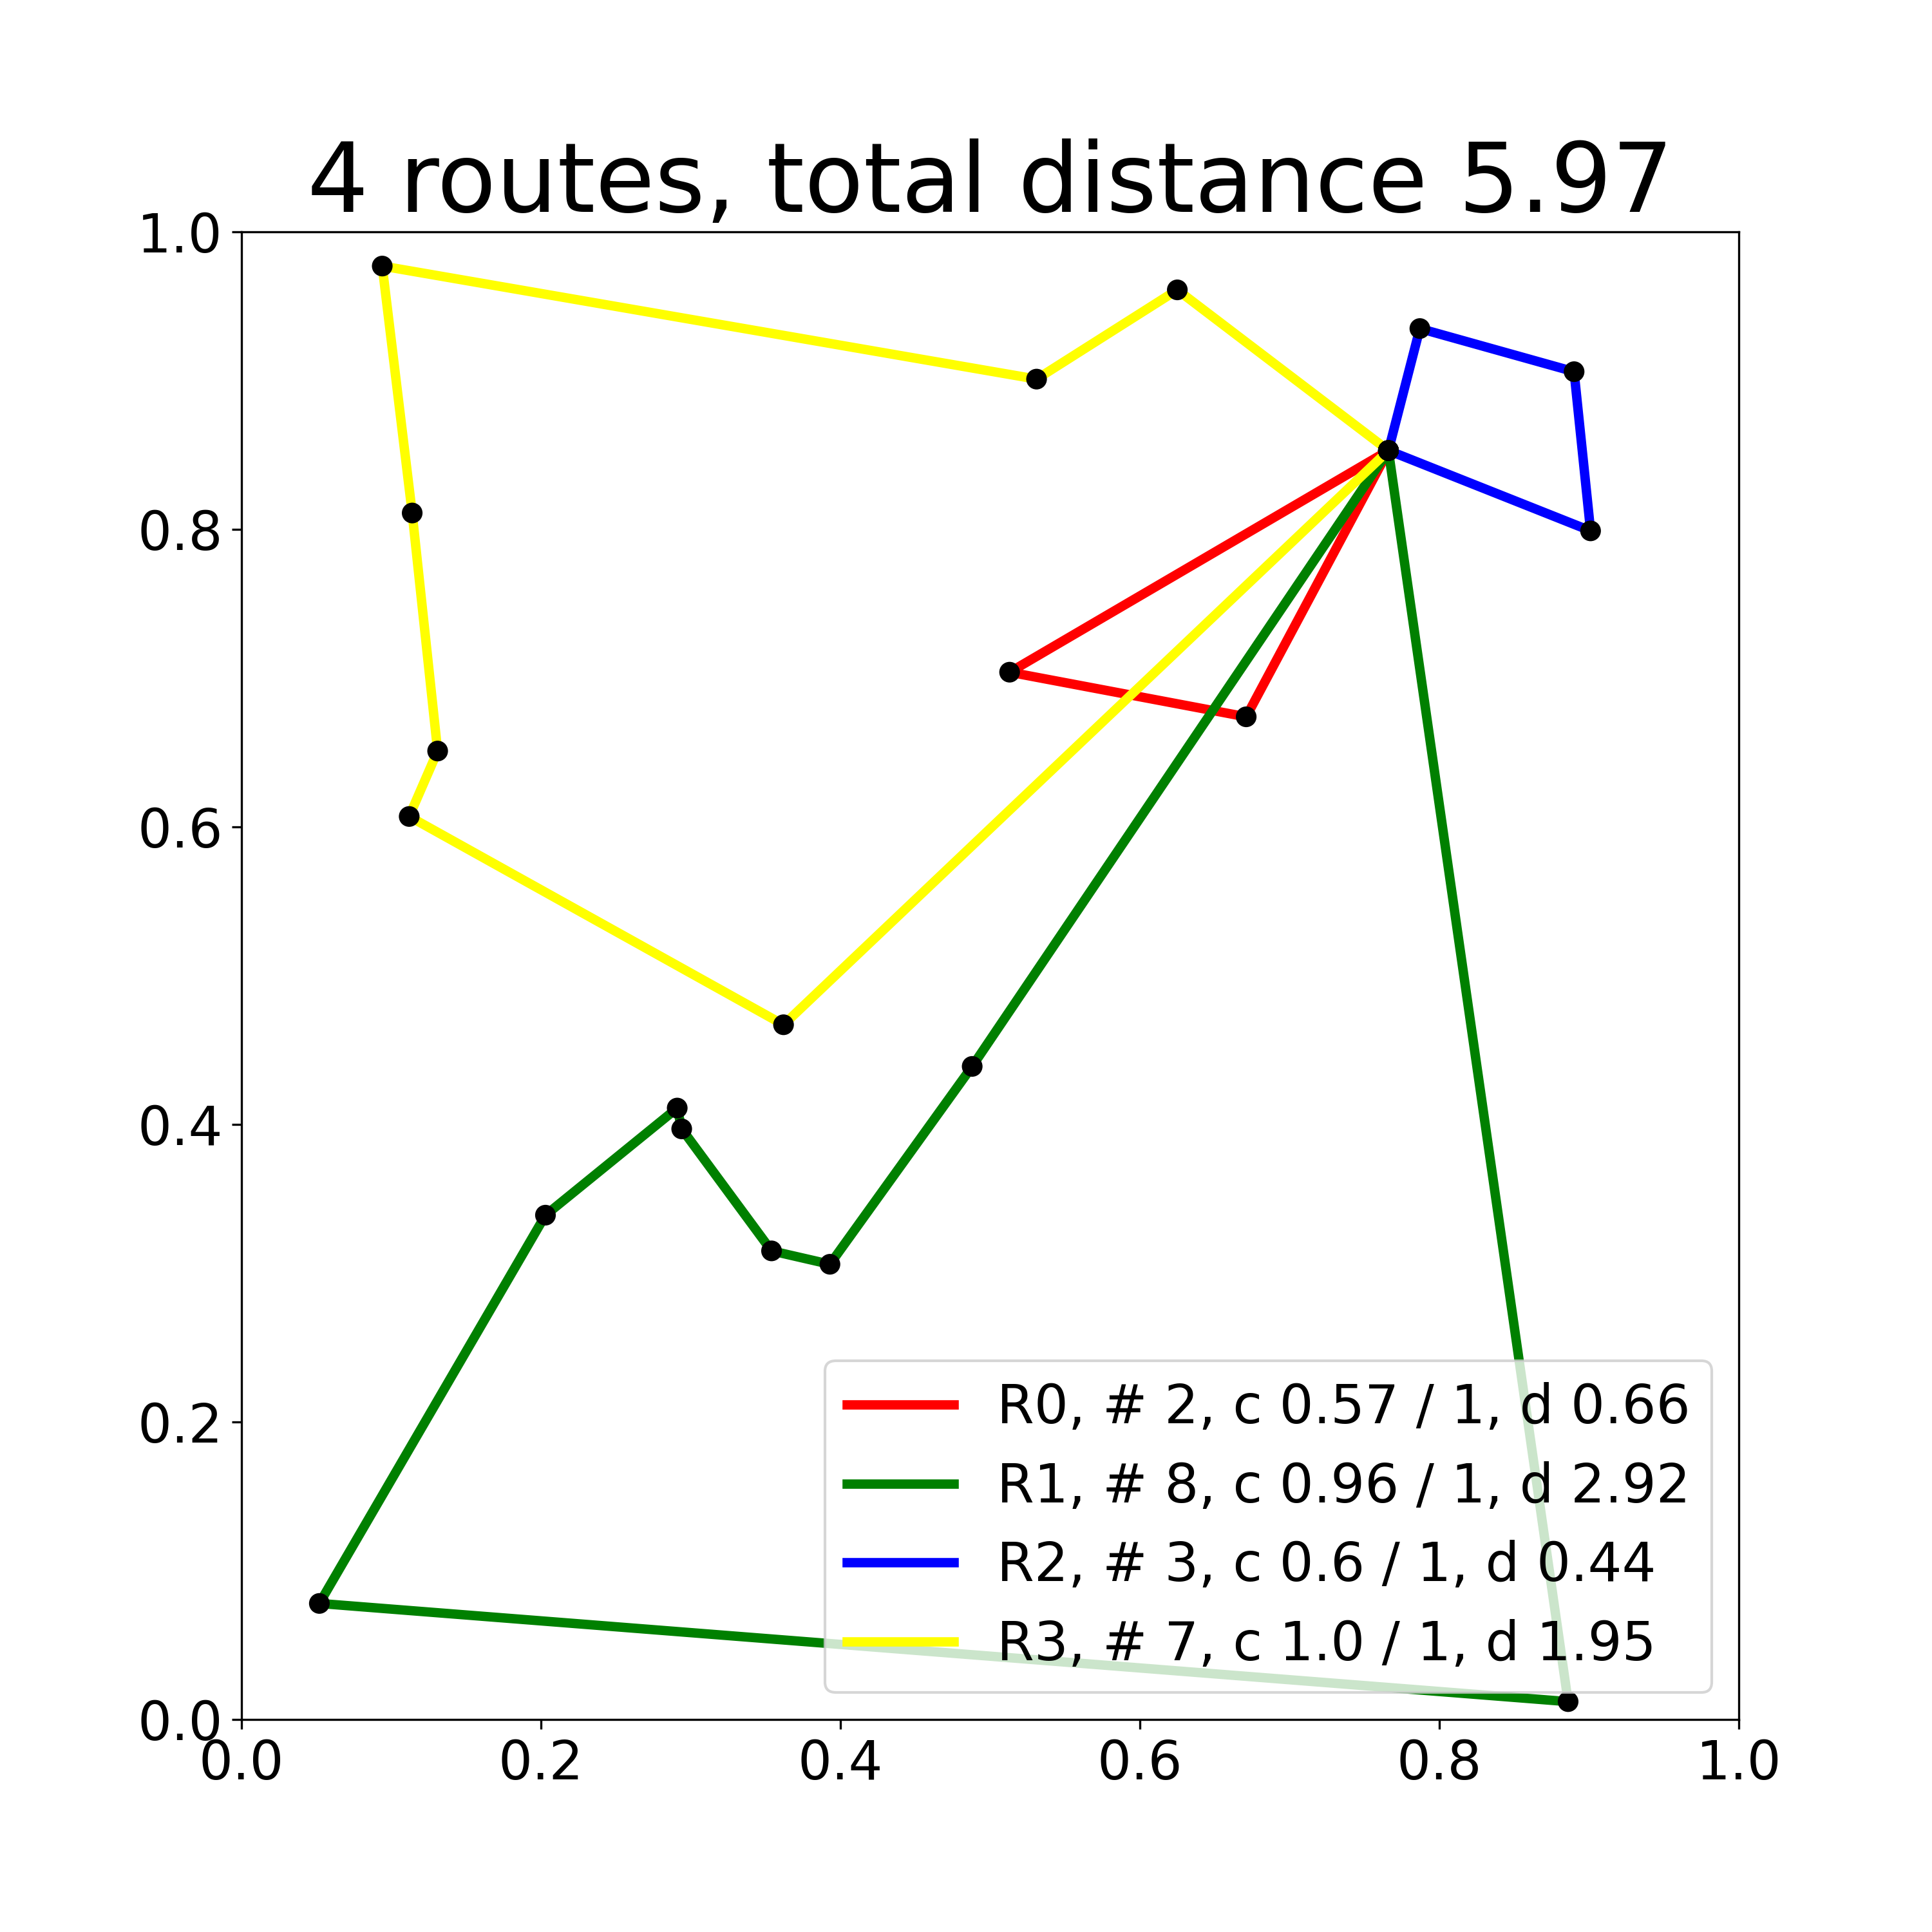 4 routes, total distance 5.97
1.0
0.8
0.6
0.4
0.2
0.0
0.0 0.2 0.4 0.6 0.8 1.0
R0, # 2, c 0.57 / 1, d 0.66
R1, # 8, c 0.96 / 1, d 2.92
R2, # 3, c 0.6 / 1, d 0.44
R3, # 7, c 1.0 / 1, d 1.95